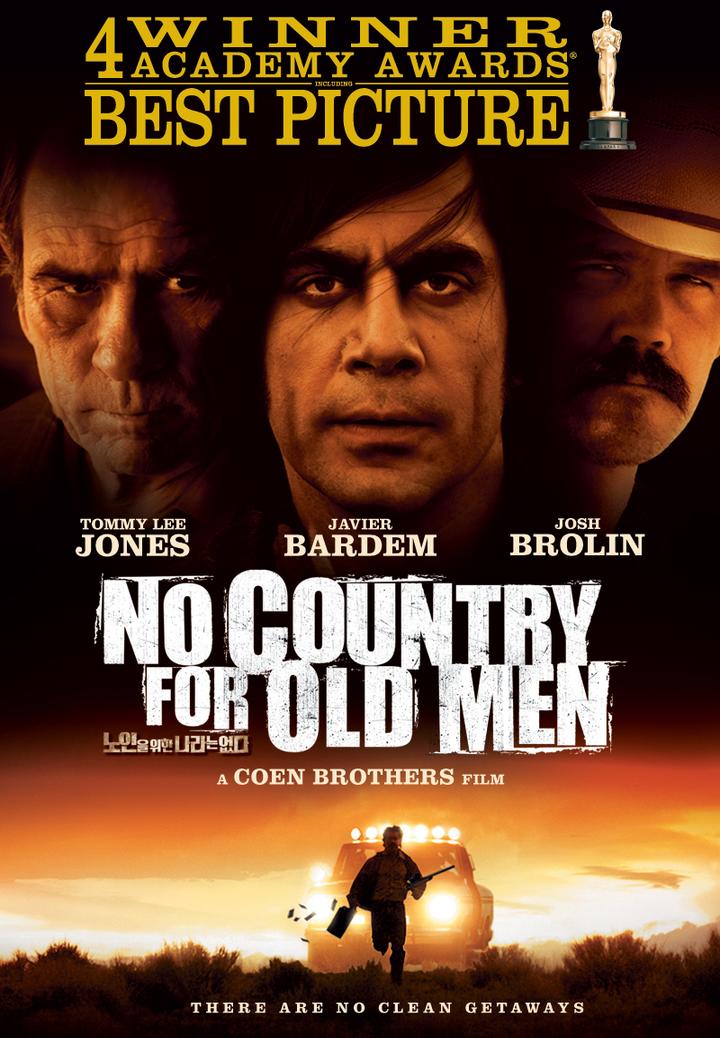 4 WINNER
ACADEMY AWARDS®
INCLUDING
BEST PICTURE
TOMMY LEE
JONES
JAVIER
BARDEM
JOSH
BROLIN
NO COUNTRY
FOR OLD MEN
노인을 위한 나라는 없다
A COEN BROTHERS FILM
THERE ARE NO CLEAN GETAWAYS